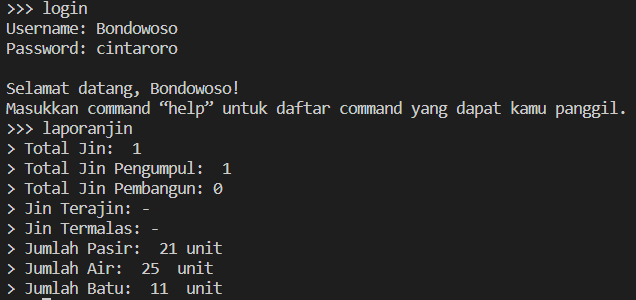 >>> login
Username: Bondowoso
Password: cintaroro
Selamat datang, Bondowoso!
Masukkan command “help” untuk daftar command yang dapat kamu panggil.
>>> laporanjin
> Total Jin:  1
> Total Jin Pengumpul:  1
> Total Jin Pembangun: 0
> Jin Terajin: -
> Jin Termalas: -
> Jumlah Pasir:  21 unit
> Jumlah Air:  25  unit
> Jumlah Batu:  11  unit